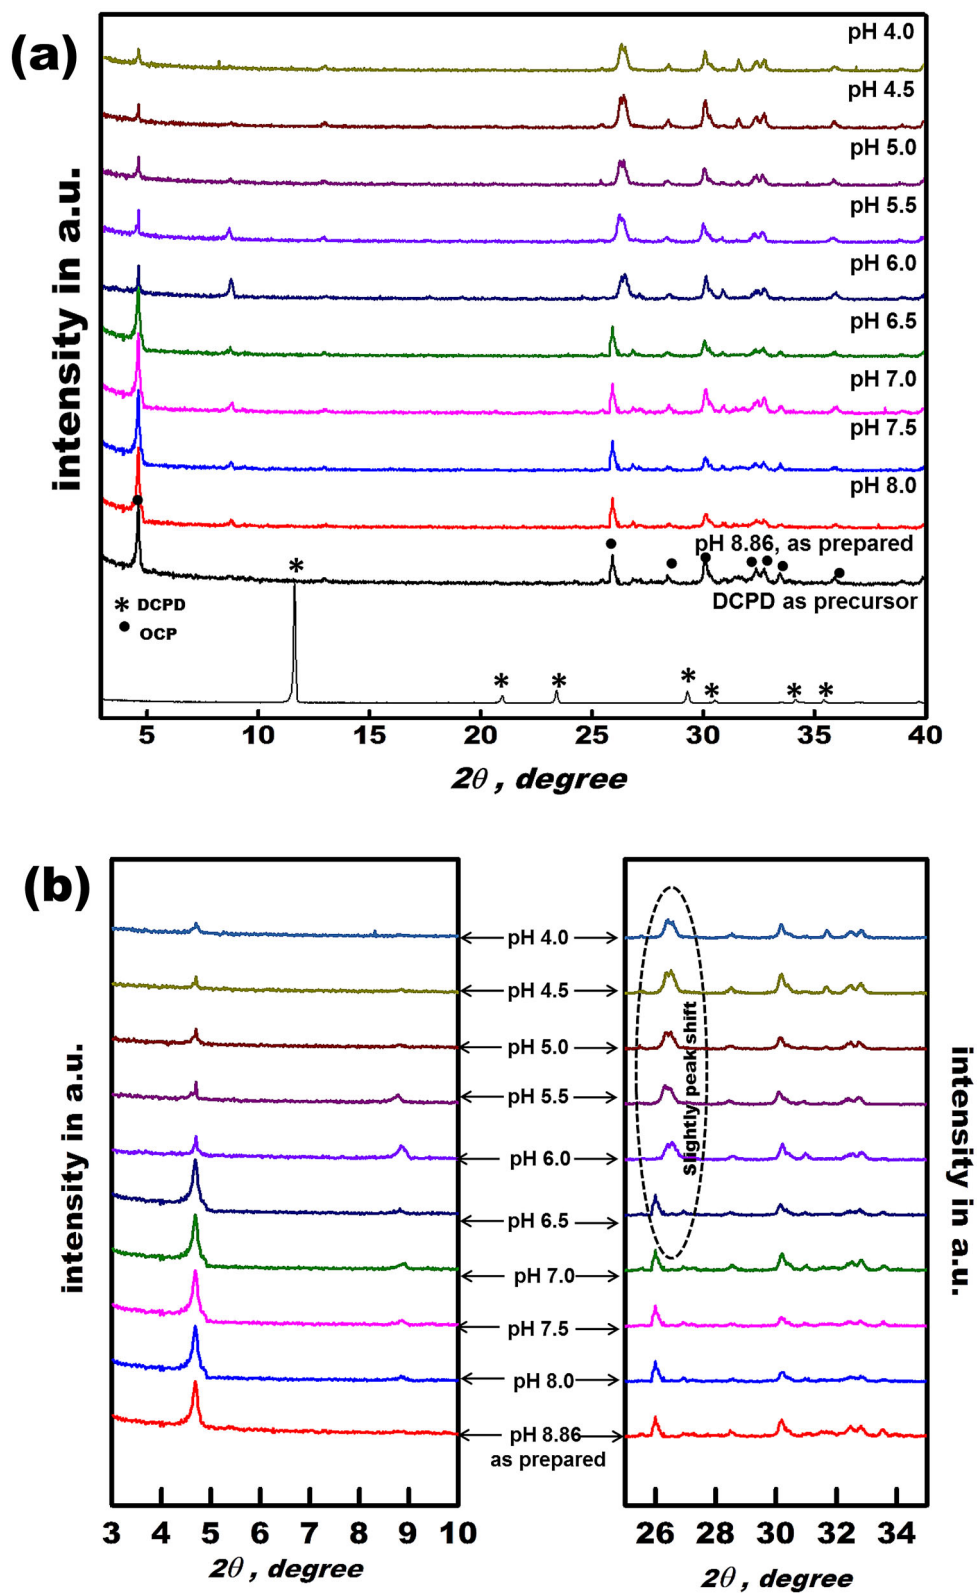 (a)
intensity in a.u.
pH 4.0
pH 4.5
pH 5.0
pH 5.5
pH 6.0
pH 6.5
pH 7.0
pH 7.5
pH 8.0
pH 8.86, as prepared
DCPD as precursor
* DCPD
● OCP
5 10 15 20 25 30 35 40
2θ , degree
(b)
intensity in a.u.
pH 4.0
pH 4.5
pH 5.0
pH 5.5
pH 6.0
pH 6.5
pH 7.0
pH 7.5
pH 8.0
pH 8.86
as prepared
slightly peak shift
intensity in a.u.
3 4 5 6 7 8 9 10
2θ , degree
26 28 30 32 34
2θ , degree